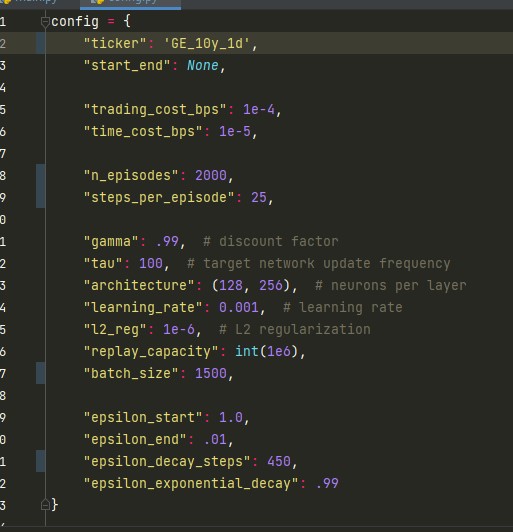 1 config = {
2 "ticker": 'GE_10y_1d',
3 "start_end": None,
4
5 "trading_cost_bps": 1e-4,
6 "time_cost_bps": 1e-5,
7
8 "n_episodes": 2000,
9 "steps_per_episode": 25,
0
1 "gamma": .99, # discount factor
2 "tau": 100, # target network update frequency
3 "architecture": (128, 256), # neurons per layer
4 "learning_rate": 0.001, # learning rate
5 "l2_reg": 1e-6, # L2 regularization
6 "replay_capacity": int(1e6),
7 "batch_size": 1500,
8
9 "epsilon_start": 1.0,
0 "epsilon_end": .01,
1 "epsilon_decay_steps": 450,
2 "epsilon_exponential_decay": .99
3 }